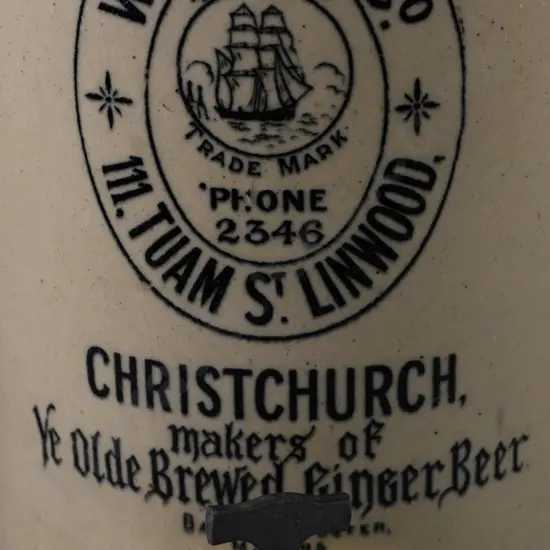 TRADE MARK
'PHONE
2346
111. TUAM ST. LINWOOD,
CHRISTCHURCH,
makers of
Ye Olde Brewed Ginger Beer